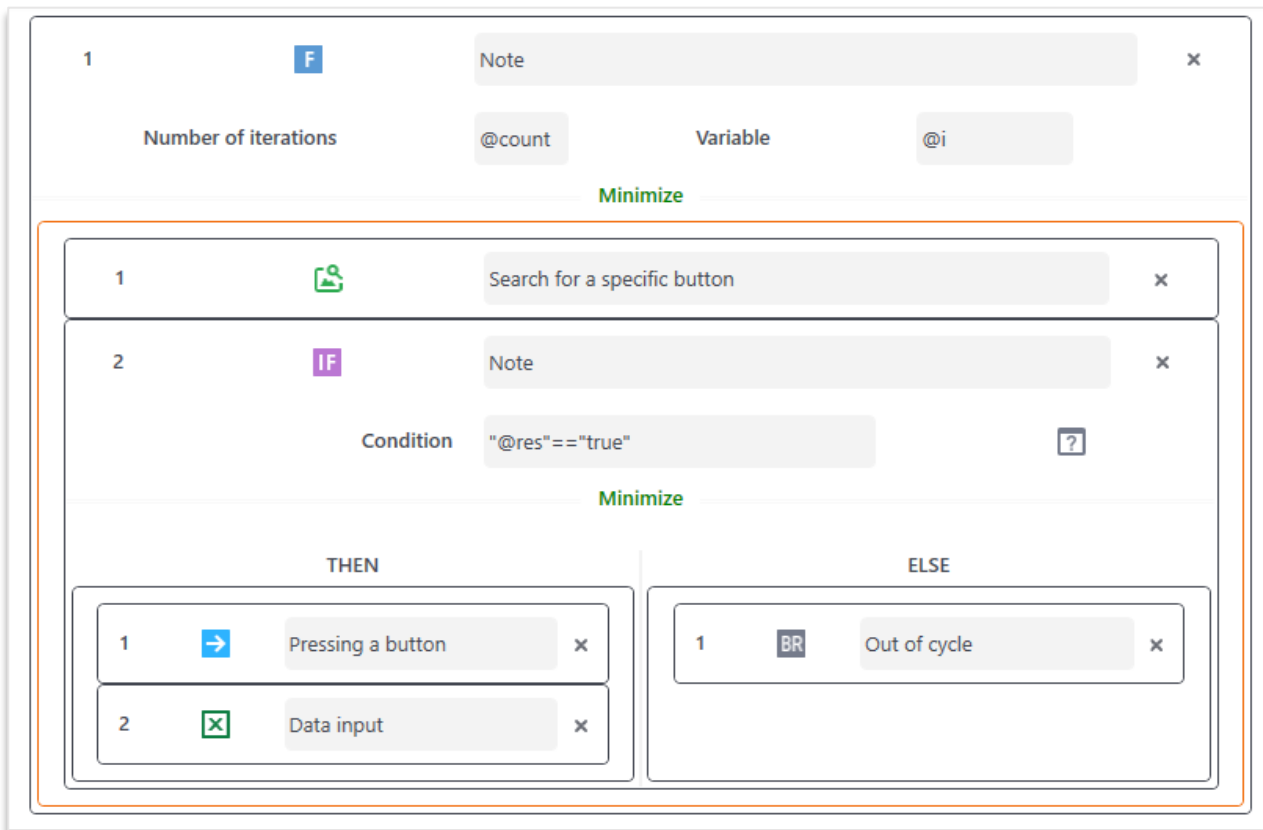 1 F Note ×
Number of iterations @count Variable @i
Minimize
1 Search for a specific button ×
2 IF Note ×
Condition "@res"=="true" ?
Minimize
THEN ELSE
1 Pressing a button × 1 BR Out of cycle ×
2 X Data input ×